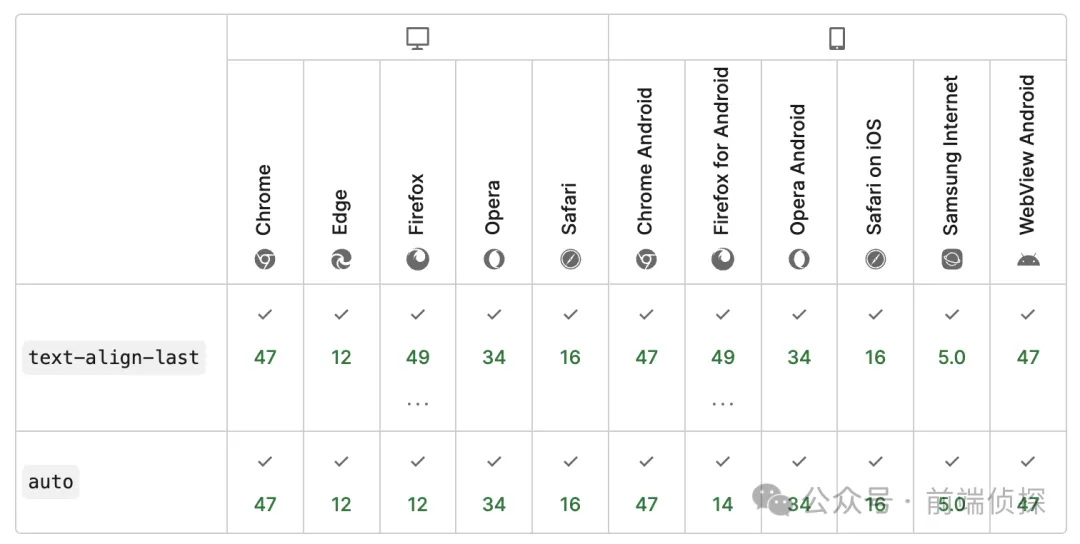 Chrome Edge Firefox Opera Safari Chrome Android Firefox for Android Opera Android Safari on iOS Samsung Internet WebView Android
text-align-last 47 12 49 34 16 47 49 34 16 5.0 47
... ...
auto 47 12 12 34 16 47 14 34 16 5.0 47
公众号 · 前端侦探